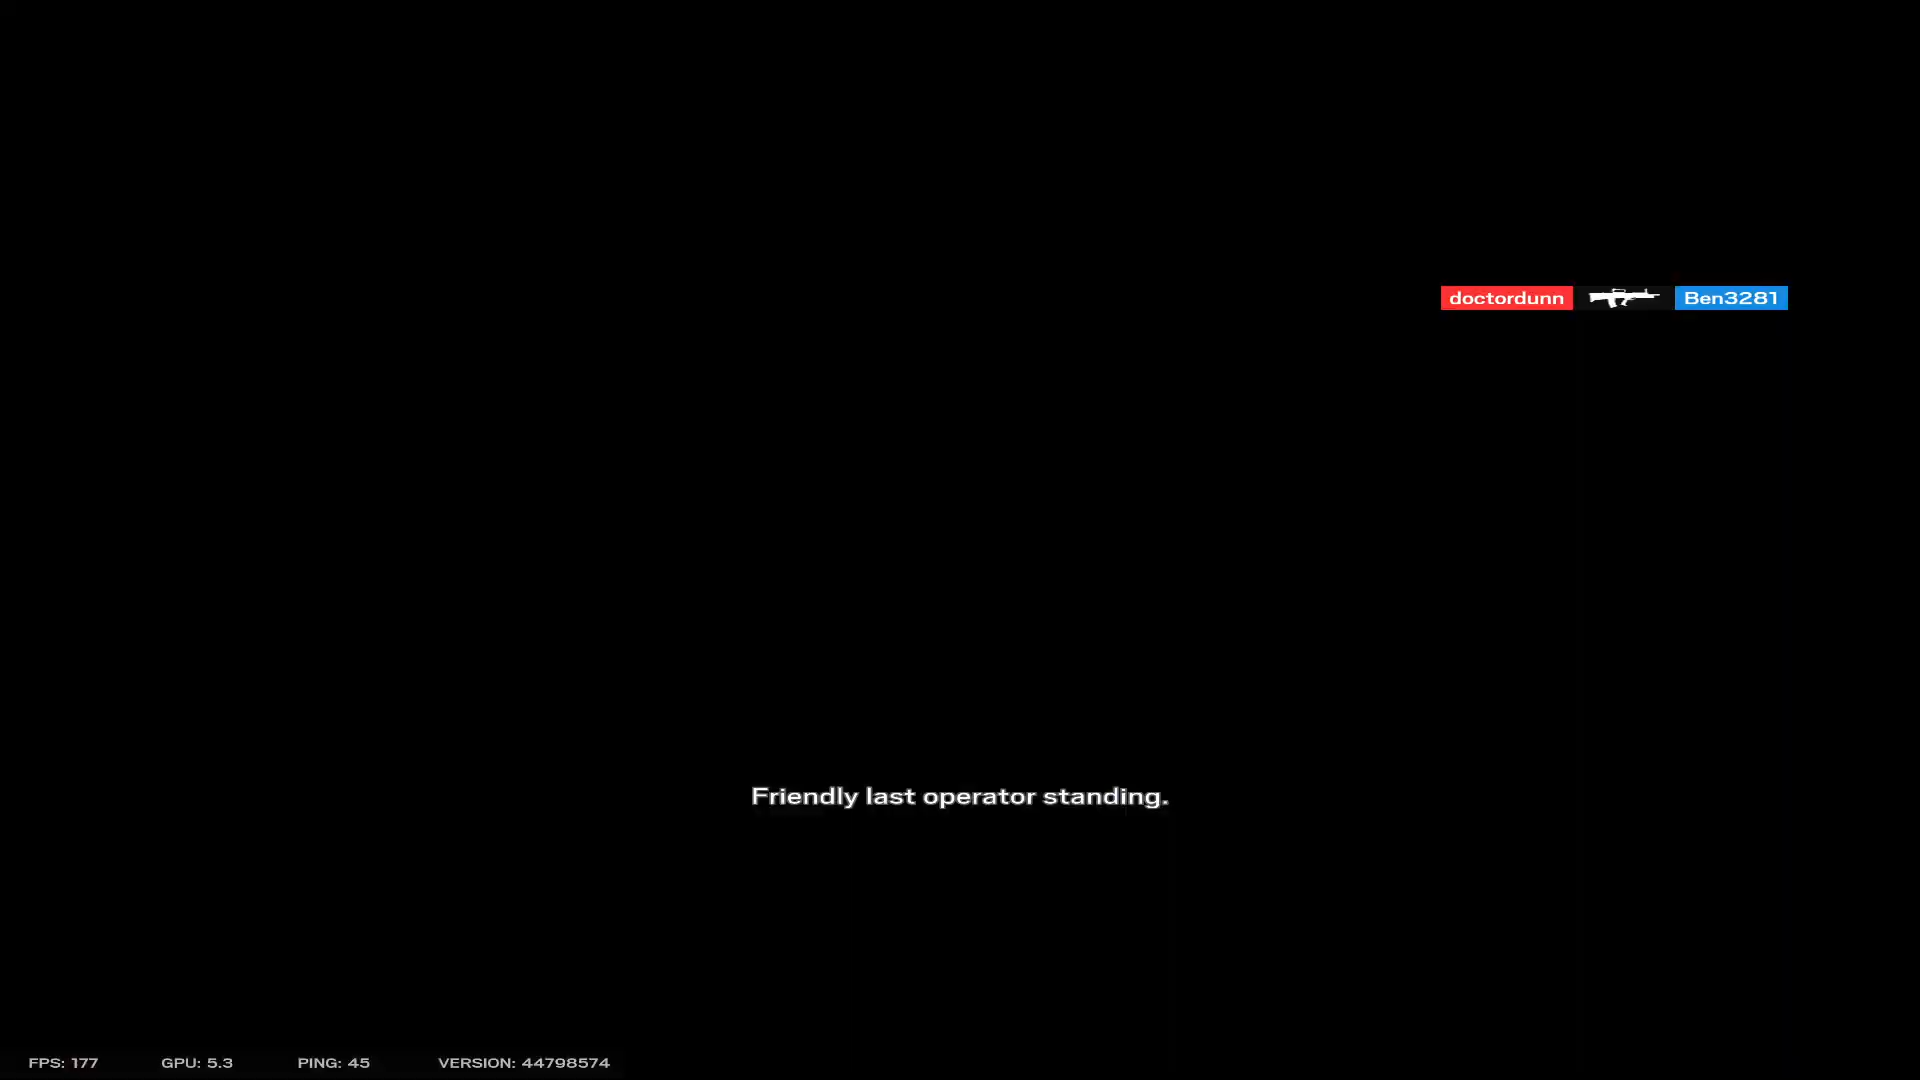 doctordunn Ben3281
Friendly last operator standing.
FPS: 177 GPU: 5.3 PING: 45 VERSION: 44798574